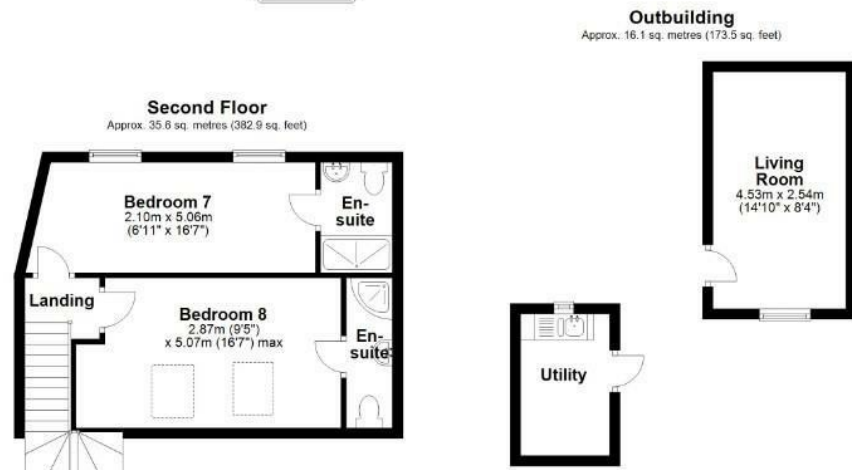 Second Floor
Approx. 35.6 sq. metres (382.9 sq. feet)
Bedroom 7
2.10m x 5.06m
(6'11" x 16'7")
En-
suite
Landing
Bedroom 8
2.87m (9'5")
x 5.07m (16'7") max
En-
suite
Outbuilding
Approx. 16.1 sq. metres (173.5 sq. feet)
Living
Room
4.53m x 2.54m
(14'10" x 8'4")
Utility